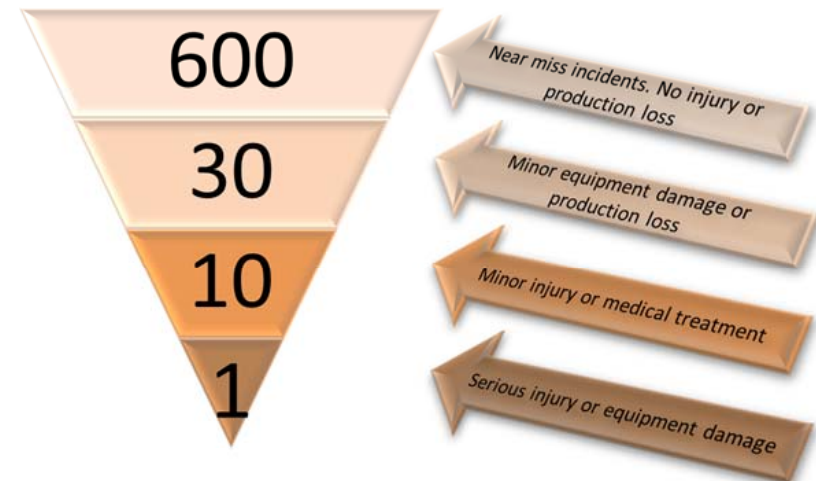 600
Near miss incidents. No injury or
production loss
30
Minor equipment damage or
production loss
10
Minor injury or medical treatment
1
Serious injury or equipment damage